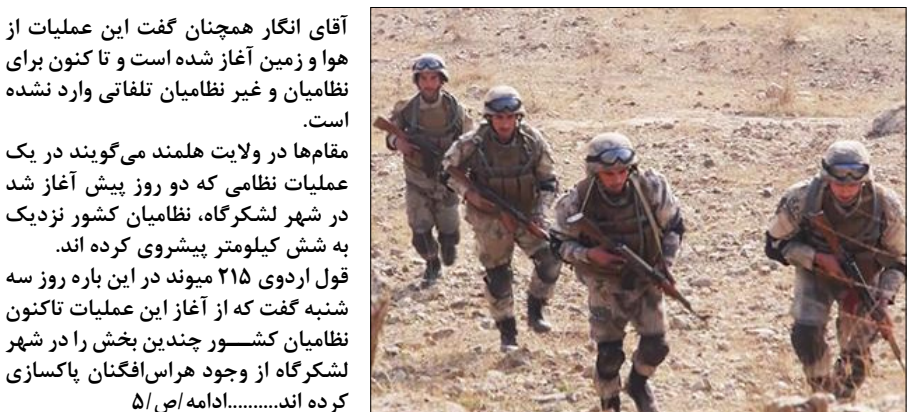 آقای انگار همچنان گفت این عملیات از
هوا و زمین آغاز شده است و تا کنون برای
نظامیان و غیر نظامیان تلفاتی وارد نشده
است.
مقام‌ها در ولایت هلمند می‌گویند در یک
عملیات نظامی که دو روز پیش آغاز شد
در شهر لشکرگاه، نظامیان کشور نزدیک
به شش کیلومتر پیشروی کرده اند.
قول اردوی ۲۱۵ میوند در این باره روز سه
شنبه گفت که از آغاز این عملیات تاکنون
نظامیان کشـــور چندین بخش را در شهر
لشکرگاه از وجود هراس‌افگنان پاکسازی
کرده اند..........ادامه/ص/۵